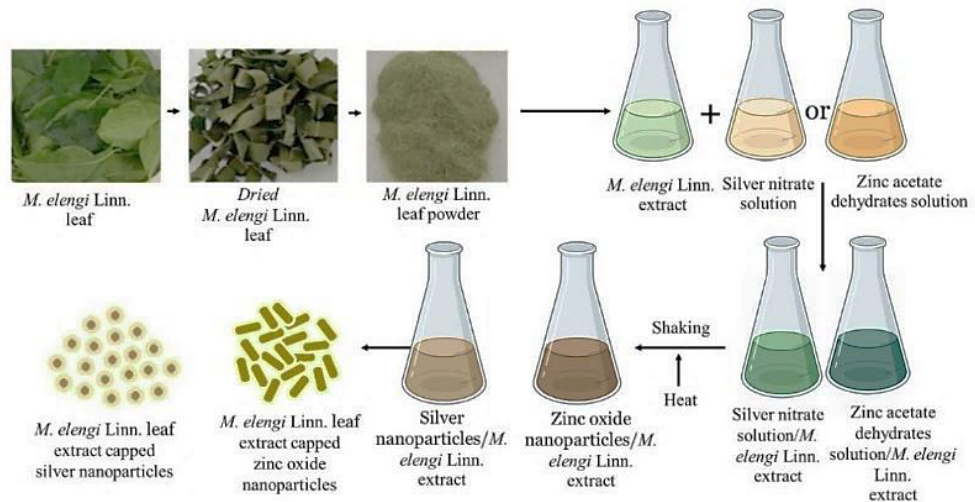 M. elengi Linn.
leaf
Dried
M. elengi Linn.
leaf
M. elengi Linn.
leaf powder
M. elengi Linn.
extract
+
Silver nitrate
solution
or
Zinc acetate
dehydrates solution
Silver nitrate
solution/M.
elengi Linn.
extract
Zinc acetate
dehydrates
solution/M. elengi
Linn.
extract
Shaking
Heat
Zinc oxide
nanoparticles/M.
elengi Linn.
extract
Silver
nanoparticles/M.
elengi Linn.
extract
M. elengi Linn. leaf
extract capped
zinc oxide
nanoparticles
M. elengi Linn. leaf
extract capped
silver nanoparticles